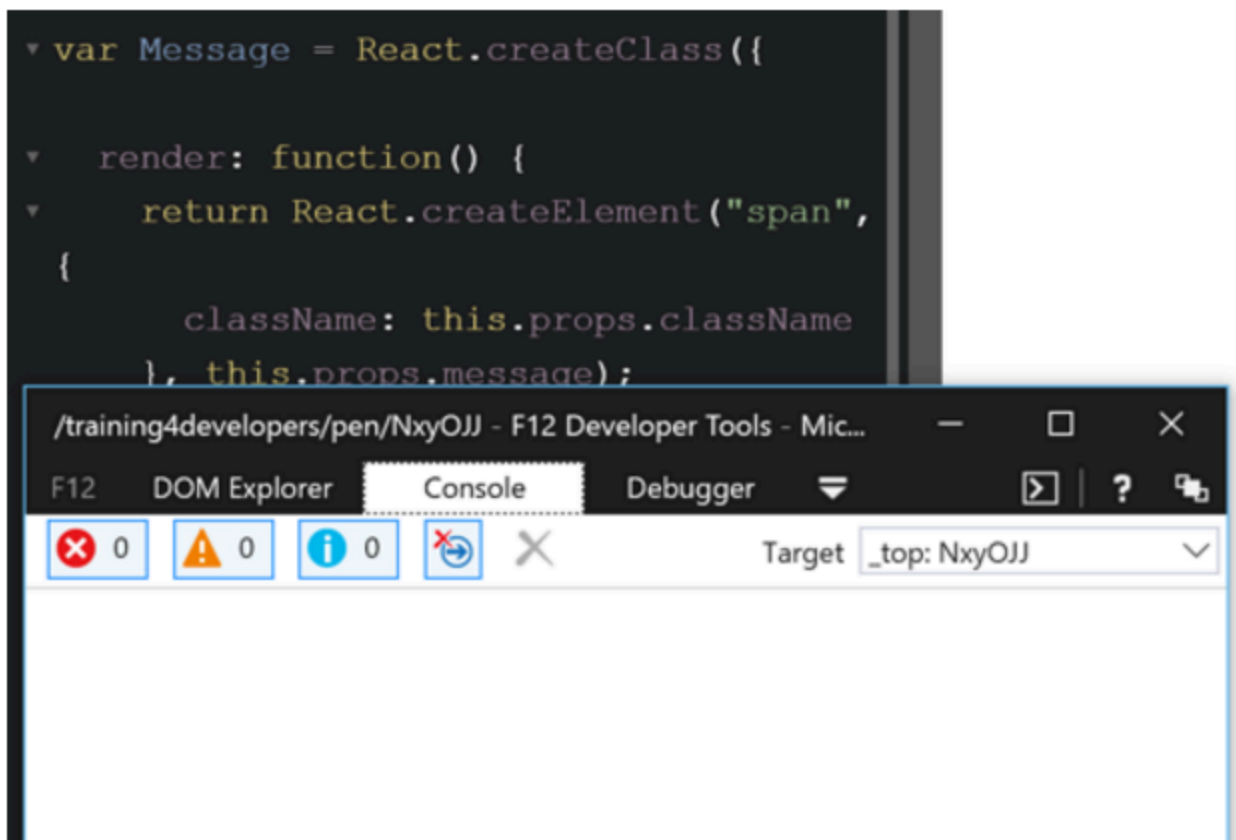 var Message = React.createClass({
render: function() {
return React.createElement("span",
{
className: this.props.className
}, this.props.message);
/training4developers/pen/NxyOJJ - F12 Developer Tools - Mic...
F12 DOM Explorer Console Debugger ?
0 0 0 Target _top: NxyOJJ